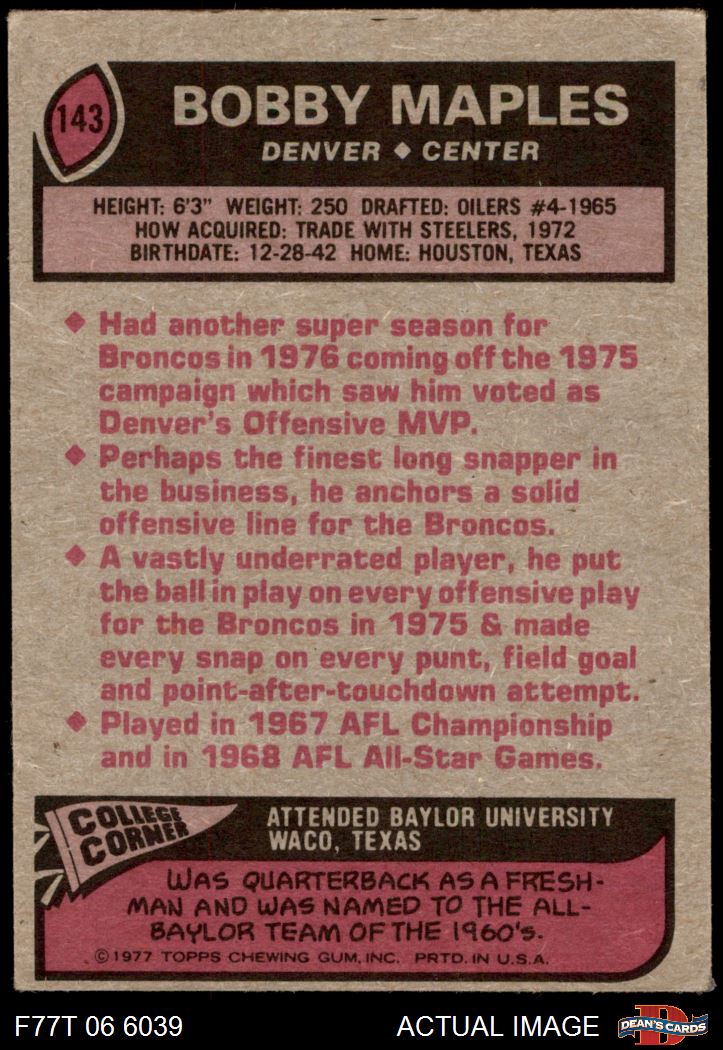 143
BOBBY MAPLES
DENVER ◆ CENTER
HEIGHT: 6'3" WEIGHT: 250 DRAFTED: OILERS #4-1965
HOW ACQUIRED: TRADE WITH STEELERS, 1972
BIRTHDATE: 12-28-42 HOME: HOUSTON, TEXAS
◆ Had another super season for
Broncos in 1976 coming off the 1975
campaign which saw him voted as
Denver's Offensive MVP.
◆ Perhaps the finest long snapper in
the business, he anchors a solid
offensive line for the Broncos.
◆ A vastly underrated player, he put
the ball in play on every offensive play
for the Broncos in 1975 & made
every snap on every punt, field goal
and point-after-touchdown attempt.
◆ Played in 1967 AFL Championship
and in 1968 AFL All-Star Games.
COLLEGE
CORNER
ATTENDED BAYLOR UNIVERSITY
WACO, TEXAS
WAS QUARTERBACK AS A FRESH-
MAN AND WAS NAMED TO THE ALL-
BAYLOR TEAM OF THE 1960's.
© 1977 TOPPS CHEWING GUM, INC. PRTD. IN U.S.A.
F77T 06 6039
ACTUAL IMAGE
D
DEAN'S CARDS